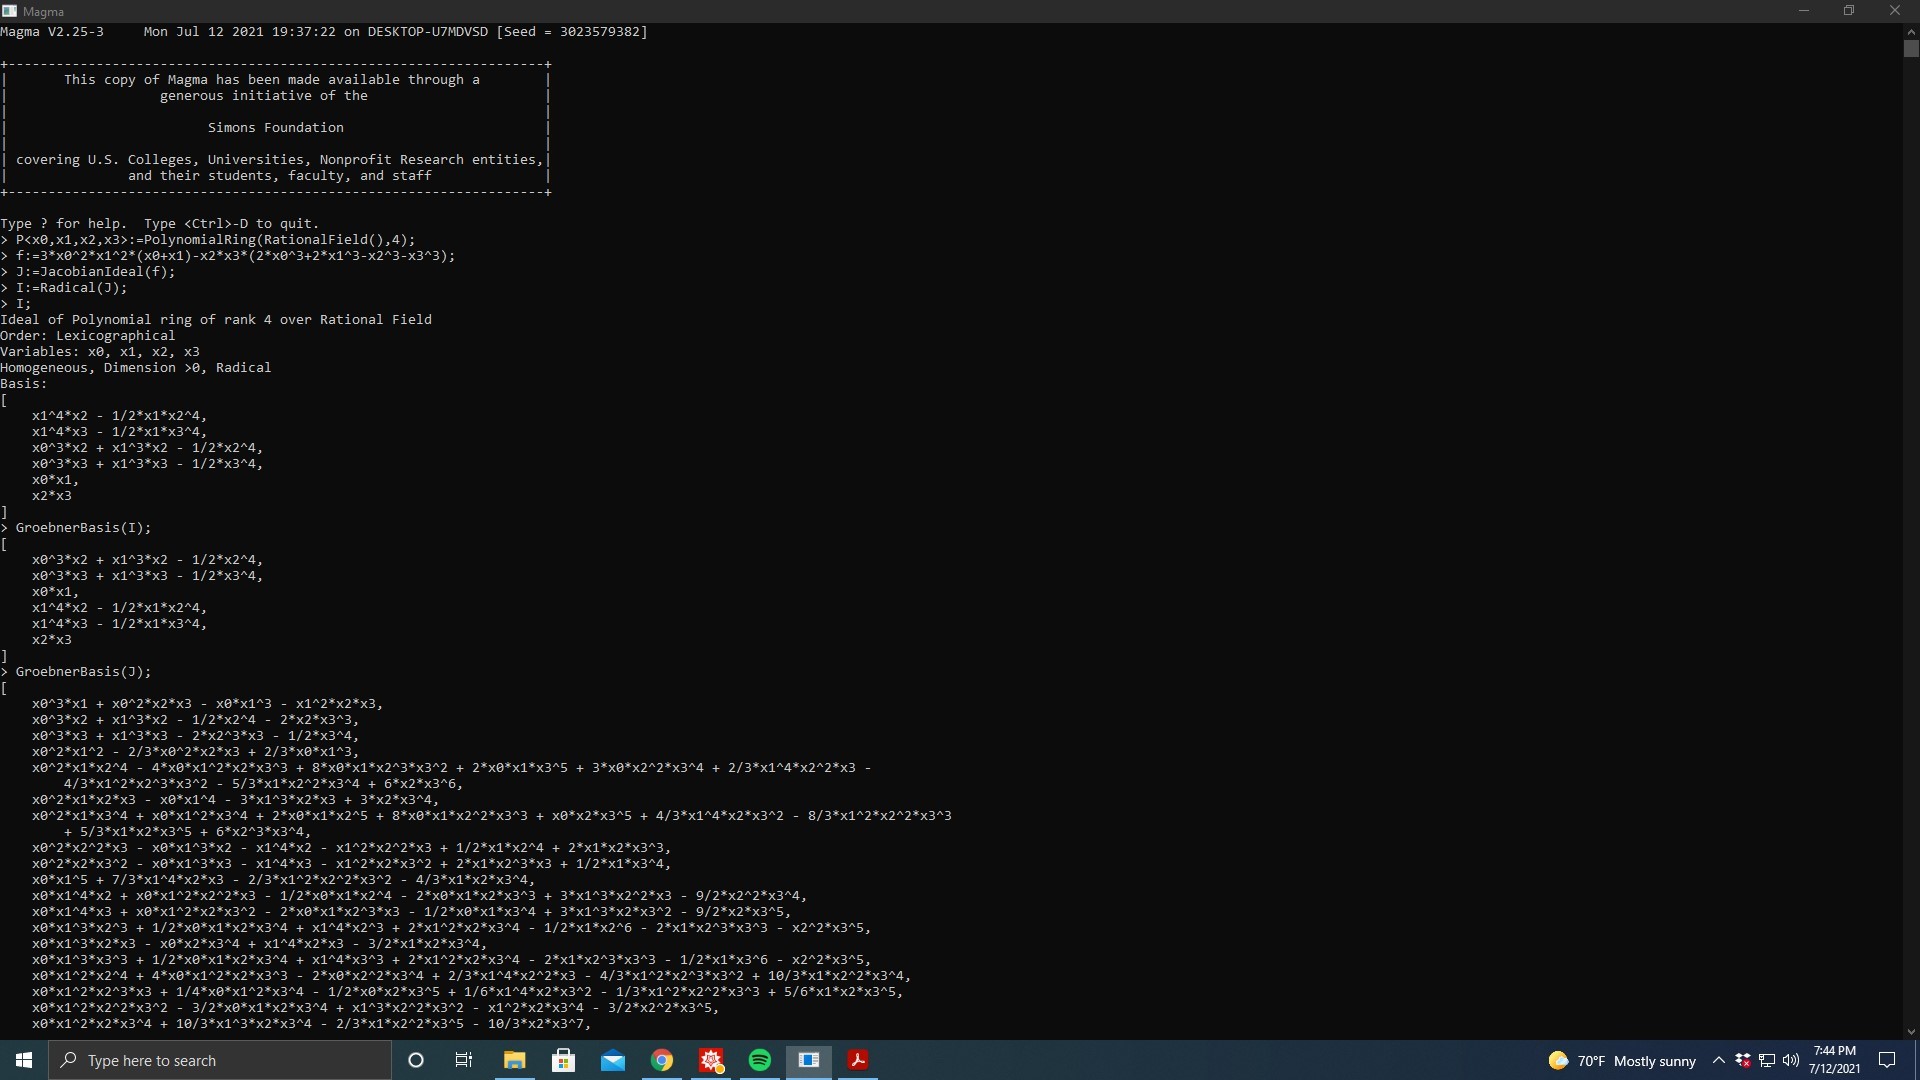 Magma
Magma V2.25-3     Mon Jul 12 2021 19:37:22 on DESKTOP-U7MDVSD [Seed = 3023579382]
+-------------------------------------------------------------------+
|       This copy of Magma has been made available through a        |
|                   generous initiative of the                      |
|                                                                   |
|                         Simons Foundation                         |
|                                                                   |
| covering U.S. Colleges, Universities, Nonprofit Research entities,|
|               and their students, faculty, and staff              |
+-------------------------------------------------------------------+
Type ? for help.  Type <Ctrl>-D to quit.
> P<x0,x1,x2,x3>:=PolynomialRing(RationalField(),4);
> f:=3*x0^2*x1^2*(x0+x1)-x2*x3*(2*x0^3+2*x1^3-x2^3-x3^3);
> J:=JacobianIdeal(f);
> I:=Radical(J);
> I;
Ideal of Polynomial ring of rank 4 over Rational Field
Order: Lexicographical
Variables: x0, x1, x2, x3
Homogeneous, Dimension >0, Radical
Basis:
[
x1^4*x2 - 1/2*x1*x2^4,
x1^4*x3 - 1/2*x1*x3^4,
x0^3*x2 + x1^3*x2 - 1/2*x2^4,
x0^3*x3 + x1^3*x3 - 1/2*x3^4,
x0*x1,
x2*x3
]
> GroebnerBasis(I);
[
x0^3*x2 + x1^3*x2 - 1/2*x2^4,
x0^3*x3 + x1^3*x3 - 1/2*x3^4,
x0*x1,
x1^4*x2 - 1/2*x1*x2^4,
x1^4*x3 - 1/2*x1*x3^4,
x2*x3
]
> GroebnerBasis(J);
[
x0^3*x1 + x0^2*x2*x3 - x0*x1^3 - x1^2*x2*x3,
x0^3*x2 + x1^3*x2 - 1/2*x2^4 - 2*x2*x3^3,
x0^3*x3 + x1^3*x3 - 2*x2^3*x3 - 1/2*x3^4,
x0^2*x1^2 - 2/3*x0^2*x2*x3 + 2/3*x0*x1^3,
x0^2*x1*x2^4 - 4*x0*x1^2*x2*x3^3 + 8*x0*x1*x2^3*x3^2 + 2*x0*x1*x3^5 + 3*x0*x2^2*x3^4 + 2/3*x1^4*x2^2*x3 -
4/3*x1^2*x2^3*x3^2 - 5/3*x1*x2^2*x3^4 + 6*x2*x3^6,
x0^2*x1*x2*x3 - x0*x1^4 - 3*x1^3*x2*x3 + 3*x2*x3^4,
x0^2*x1*x3^4 + x0*x1^2*x3^4 + 2*x0*x1*x2^5 + 8*x0*x1*x2^2*x3^3 + x0*x2*x3^5 + 4/3*x1^4*x2*x3^2 - 8/3*x1^2*x2^2*x3^3
+ 5/3*x1*x2*x3^5 + 6*x2^3*x3^4,
x0^2*x2^2*x3 - x0*x1^3*x2 - x1^4*x2 - x1^2*x2^2*x3 + 1/2*x1*x2^4 + 2*x1*x2*x3^3,
x0^2*x2*x3^2 - x0*x1^3*x3 - x1^4*x3 - x1^2*x2*x3^2 + 2*x1*x2^3*x3 + 1/2*x1*x3^4,
x0*x1^5 + 7/3*x1^4*x2*x3 - 2/3*x1^2*x2^2*x3^2 - 4/3*x1*x2*x3^4,
x0*x1^4*x2 + x0*x1^2*x2^2*x3 - 1/2*x0*x1*x2^4 - 2*x0*x1*x2*x3^3 + 3*x1^3*x2^2*x3 - 9/2*x2^2*x3^4,
x0*x1^4*x3 + x0*x1^2*x2*x3^2 - 2*x0*x1*x2^3*x3 - 1/2*x0*x1*x3^4 + 3*x1^3*x2*x3^2 - 9/2*x2*x3^5,
x0*x1^3*x2^3 + 1/2*x0*x1*x2*x3^4 + x1^4*x2^3 + 2*x1^2*x2*x3^4 - 1/2*x1*x2^6 - 2*x1*x2^3*x3^3 - x2^2*x3^5,
x0*x1^3*x2*x3 - x0*x2*x3^4 + x1^4*x2*x3 - 3/2*x1*x2*x3^4,
x0*x1^3*x3^3 + 1/2*x0*x1*x2*x3^4 + x1^4*x3^3 + 2*x1^2*x2*x3^4 - 2*x1*x2^3*x3^3 - 1/2*x1*x3^6 - x2^2*x3^5,
x0*x1^2*x2^4 + 4*x0*x1^2*x2*x3^3 - 2*x0*x2^2*x3^4 + 2/3*x1^4*x2^2*x3 - 4/3*x1^2*x2^3*x3^2 + 10/3*x1*x2^2*x3^4,
x0*x1^2*x2^3*x3 + 1/4*x0*x1^2*x3^4 - 1/2*x0*x2*x3^5 + 1/6*x1^4*x2*x3^2 - 1/3*x1^2*x2^2*x3^3 + 5/6*x1*x2*x3^5,
x0*x1^2*x2^2*x3^2 - 3/2*x0*x1*x2*x3^4 + x1^3*x2^2*x3^2 - x1^2*x2*x3^4 - 3/2*x2^2*x3^5,
x0*x1^2*x2*x3^4 + 10/3*x1^3*x2*x3^4 - 2/3*x1*x2^2*x3^5 - 10/3*x2*x3^7,
Type here to search
70°F Mostly sunny
7:44 PM
7/12/2021